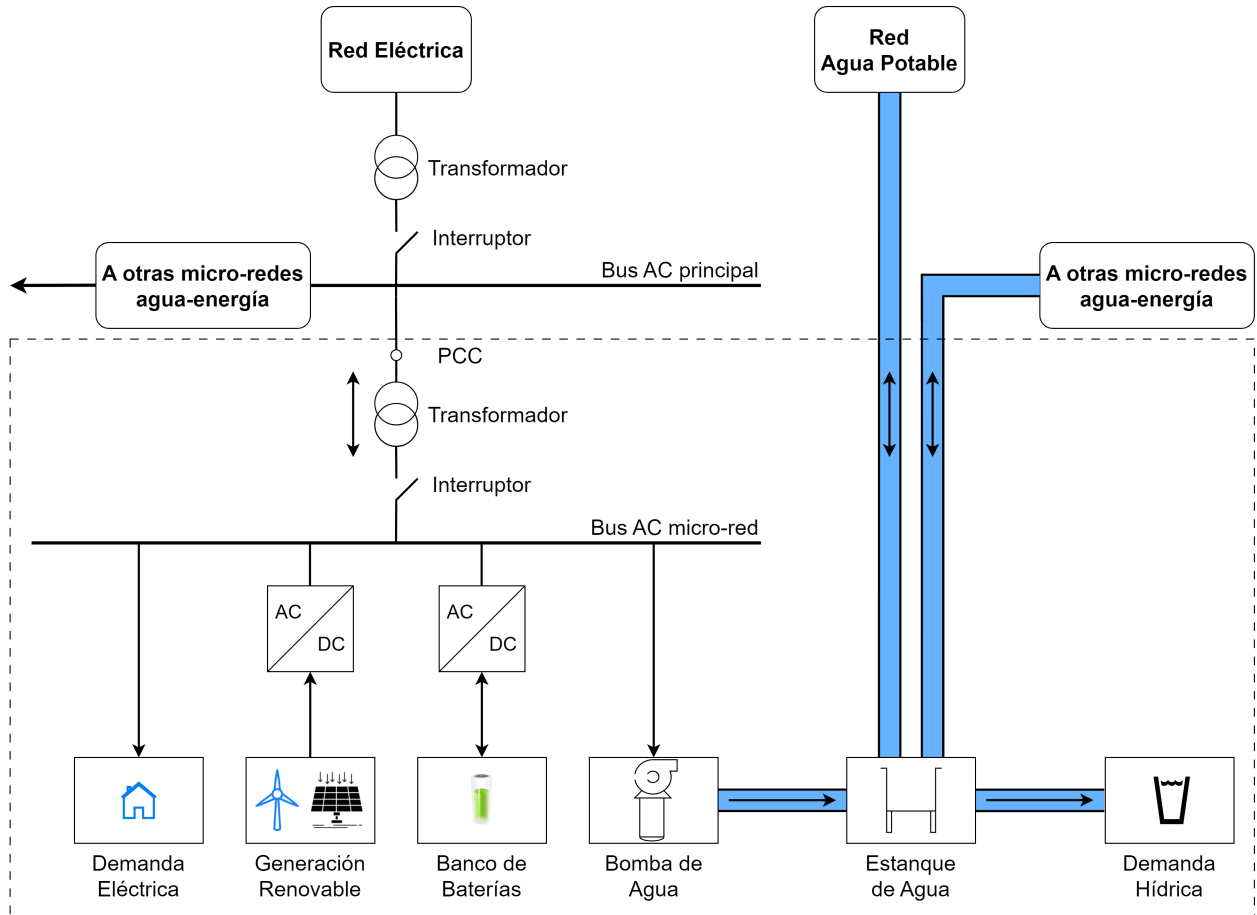 Red Eléctrica
Red
Agua Potable
Transformador
Interruptor
A otras micro-redes
agua-energía
Bus AC principal
A otras micro-redes
agua-energía
PCC
Transformador
Interruptor
Bus AC micro-red
AC
DC
AC
DC
Demanda
Eléctrica
Generación
Renovable
Banco de
Baterías
Bomba de
Agua
Estanque
de Agua
Demanda
Hídrica